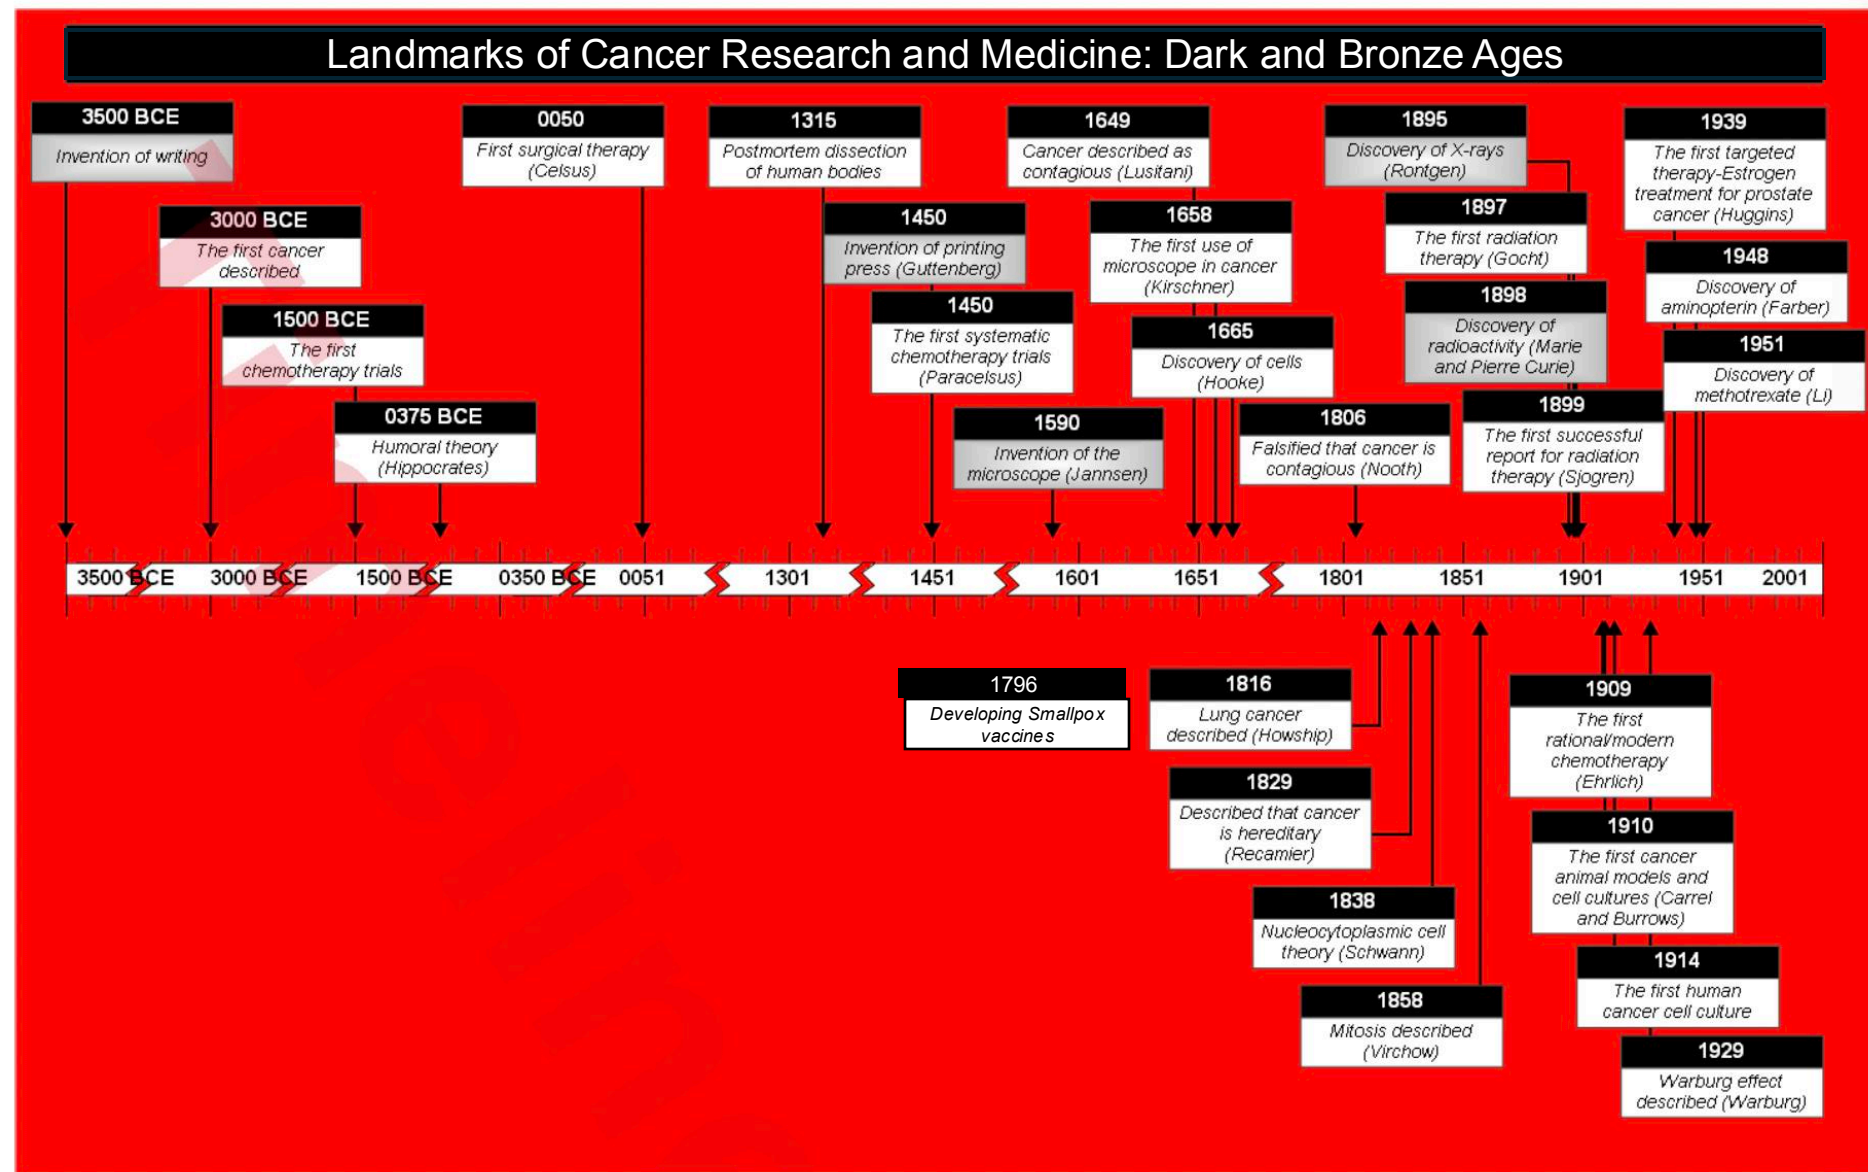 Landmarks of Cancer Research and Medicine: Dark and Bronze Ages
3500 BCE
Invention of writing
3000 BCE
The first cancer
described
1500 BCE
The first
chemotherapy trials
0375 BCE
Humoral theory
(Hippocrates)
0050
First surgical therapy
(Celsus)
1315
Postmortem dissection
of human bodies
1450
Invention of printing
press (Guttenberg)
1450
The first systematic
chemotherapy trials
(Paracelsus)
1590
Invention of the
microscope (Jannsen)
1649
Cancer described as
contagious (Lusitani)
1658
The first use of
microscope in cancer
(Kirschner)
1665
Discovery of cells
(Hooke)
1806
Falsified that cancer is
contagious (Nooth)
1895
Discovery of X-rays
(Rontgen)
1897
The first radiation
therapy (Gocht)
1898
Discovery of
radioactivity (Marie
and Pierre Curie)
1899
The first successful
report for radiation
therapy (Sjogren)
1939
The first targeted
therapy-Estrogen
treatment for prostate
cancer (Huggins)
1948
Discovery of
aminopterin (Farber)
1951
Discovery of
methotrexate (Li)
3500 BCE 3000 BCE 1500 BCE 0350 BCE 0051 1301 1451 1601 1651 1801 1851 1901 1951 2001
1796
Developing Smallpox
vaccines
1816
Lung cancer
described (Howship)
1829
Described that cancer
is hereditary
(Recamier)
1838
Nucleocytoplasmic cell
theory (Schwann)
1858
Mitosis described
(Virchow)
1909
The first
rational/modern
chemotherapy
(Ehrlich)
1910
The first cancer
animal models and
cell cultures (Carrel
and Burrows)
1914
The first human
cancer cell culture
1929
Warburg effect
described (Warburg)